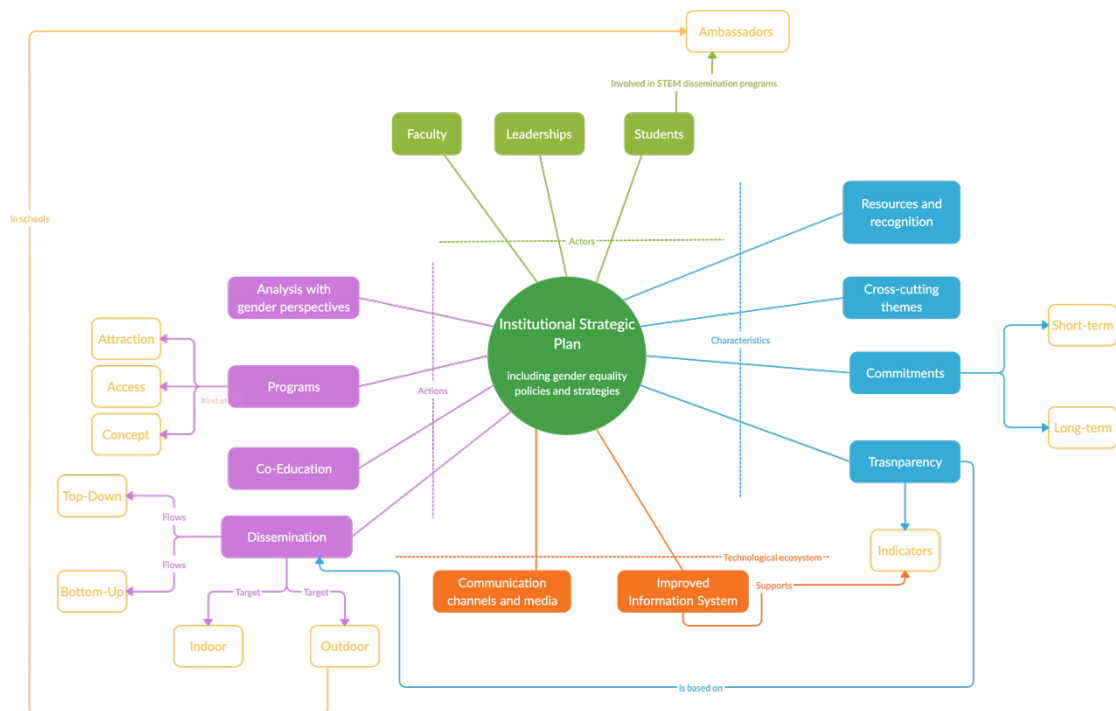 Ambassadors
Involved in STEM dissemination programs
Faculty
Leaderships
Students
In schools
Actors
Resources and
recognition
Analysis with
gender perspectives
Cross-cutting
themes
Institutional Strategic
Plan
including gender equality
policies and strategies
Characteristics
Short-term
Attraction
Access
Concept
Kind of
Programs
Actions
Commitments
Long-term
Co-Education
Trasnparency
Top-Down
Flows
Dissemination
Flows
Bottom-Up
Technological ecosystem
Indicators
Communication
channels and media
Improved
Information System
Supports
Target
Target
Indoor
Outdoor
Is based on